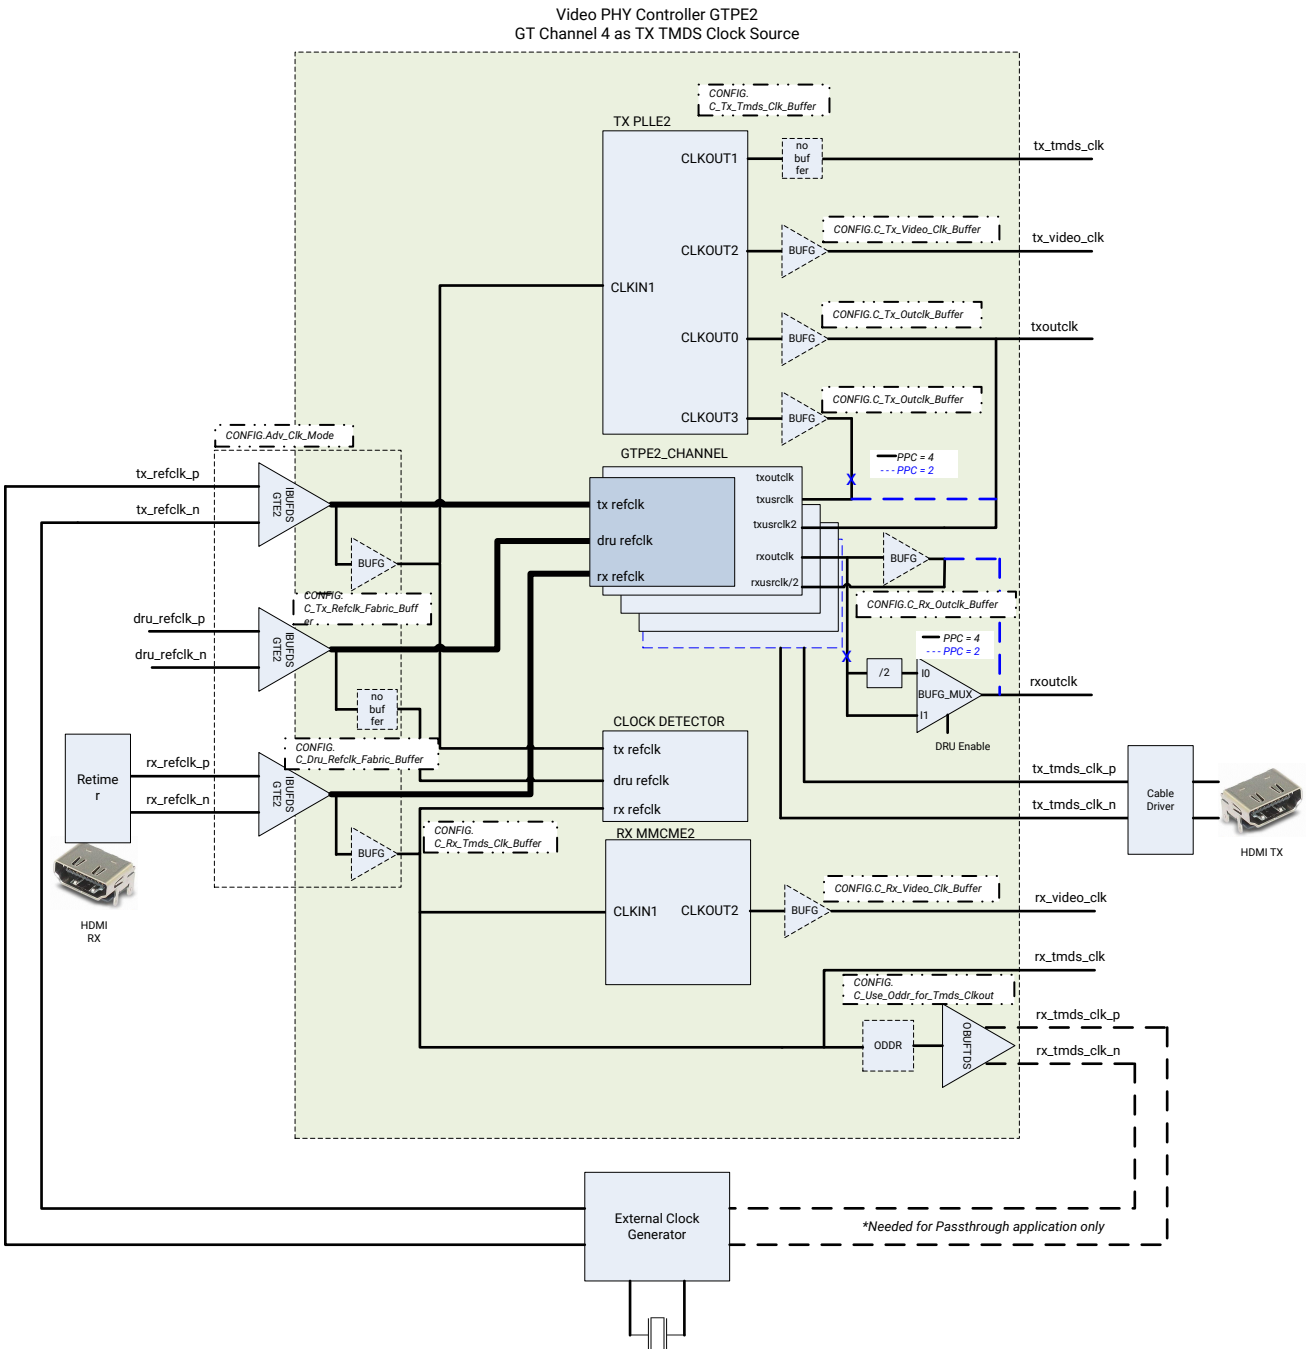 Video PHY Controller GTPE2
GT Channel 4 as TX TMDS Clock Source
CONFIG.
C_Tx_Tmds_Clk_Buffer
TX PLLE2
CLKOUT1
no
buf
fer
tx_tmds_clk
CONFIG.C_Tx_Video_Clk_Buffer
CLKOUT2
BUFG
tx_video_clk
CLKIN1
CONFIG.C_Tx_Outclk_Buffer
CLKOUT0
BUFG
txoutclk
CONFIG.C_Tx_Outclk_Buffer
CLKOUT3
BUFG
CONFIG.Adv_Clk_Mode
GTPE2_CHANNEL
PPC = 4
PPC = 2
X
tx_refclk_p
tx_refclk_n
IBUFDS
GTE2
tx refclk
dru refclk
rx refclk
txoutclk
txusrclk
txusrclk2
rxoutclk
rxusrclk/2
BUFG
BUFG
CONFIG.
C_Tx_Refclk_Fabric_Buff
er
CONFIG.C_Rx_Outclk_Buffer
dru_refclk_p
dru_refclk_n
IBUFDS
GTE2
PPC = 4
PPC = 2
X
/2
I0
BUFG_MUX
I1
DRU Enable
rxoutclk
no
buf
fer
CONFIG.
C_Dru_Refclk_Fabric_Buffer
CLOCK DETECTOR
tx refclk
dru refclk
rx refclk
Retime
r
rx_refclk_p
rx_refclk_n
IBUFDS
GTE2
tx_tmds_clk_p
tx_tmds_clk_n
Cable
Driver
HDMI TX
BUFG
CONFIG.
C_Rx_Tmds_Clk_Buffer
RX MMCME2
HDMI
RX
CLKIN1
CLKOUT2
BUFG
CONFIG.C_Rx_Video_Clk_Buffer
rx_video_clk
rx_tmds_clk
CONFIG.
C_Use_Oddr_for_Tmds_Clkout
ODDR
OBUFTDS
rx_tmds_clk_p
rx_tmds_clk_n
External Clock
Generator
*Needed for Passthrough application only